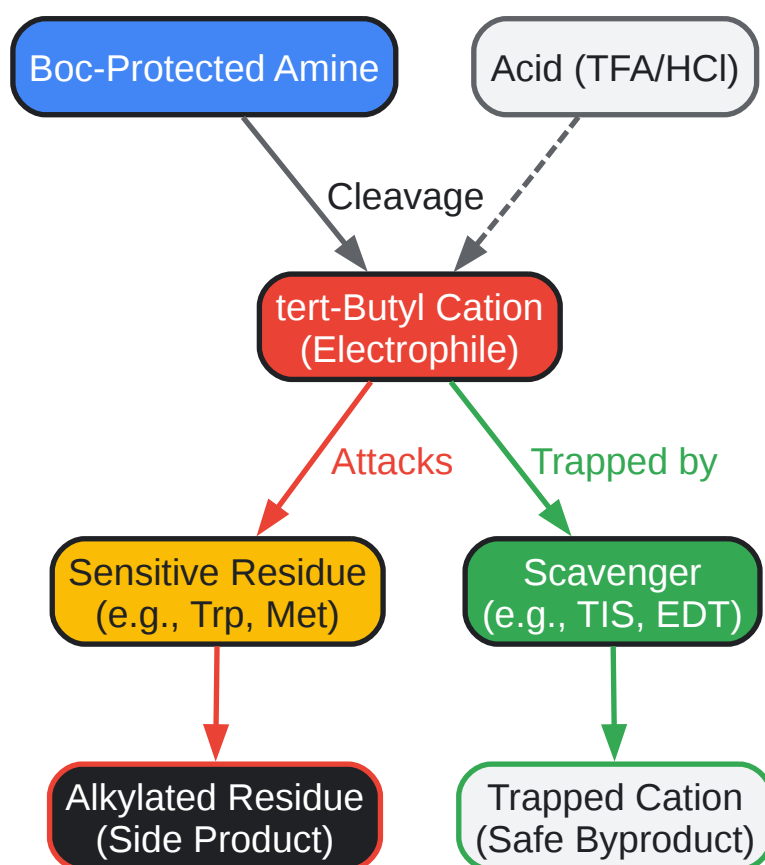 Boc-Protected Amine
Acid (TFA/HCl)
Cleavage
tert-Butyl Cation
(Electrophile)
Attacks
Trapped by
Sensitive Residue
(e.g., Trp, Met)
Scavenger
(e.g., TIS, EDT)
Alkylated Residue
(Side Product)
Trapped Cation
(Safe Byproduct)